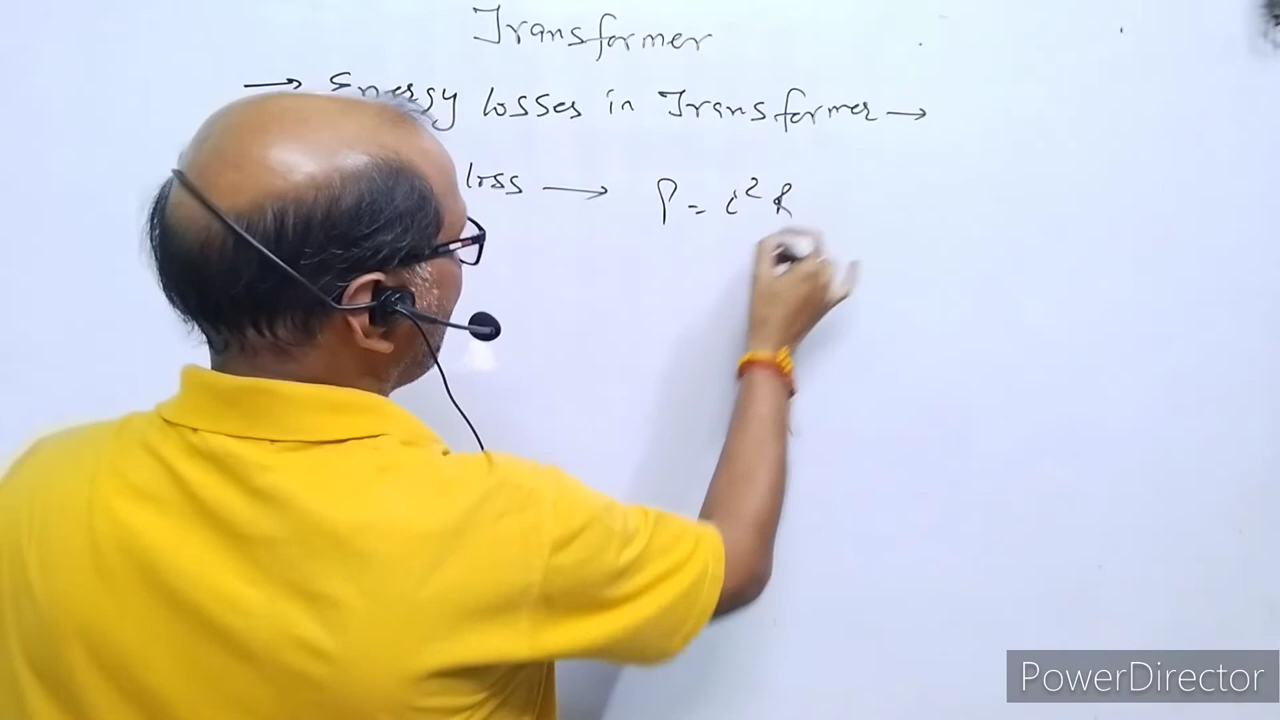 Transformer
→ Energy losses in Transformer →
loss → P = i²R
PowerDirector